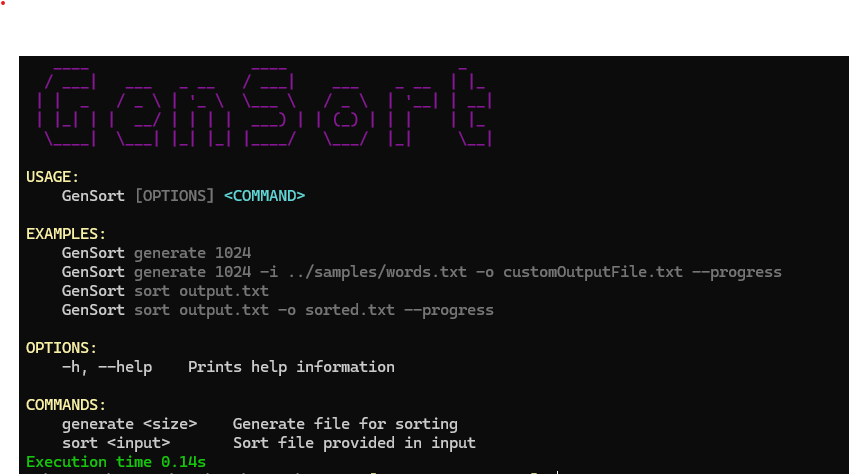 GenSort
USAGE:
GenSort [OPTIONS] <COMMAND>
EXAMPLES:
GenSort generate 1024
GenSort generate 1024 -i ../samples/words.txt -o customOutputFile.txt --progress
GenSort sort output.txt
GenSort sort output.txt -o sorted.txt --progress
OPTIONS:
-h, --help    Prints help information
COMMANDS:
generate <size>    Generate file for sorting
sort <input>       Sort file provided in input
Execution time 0.14s